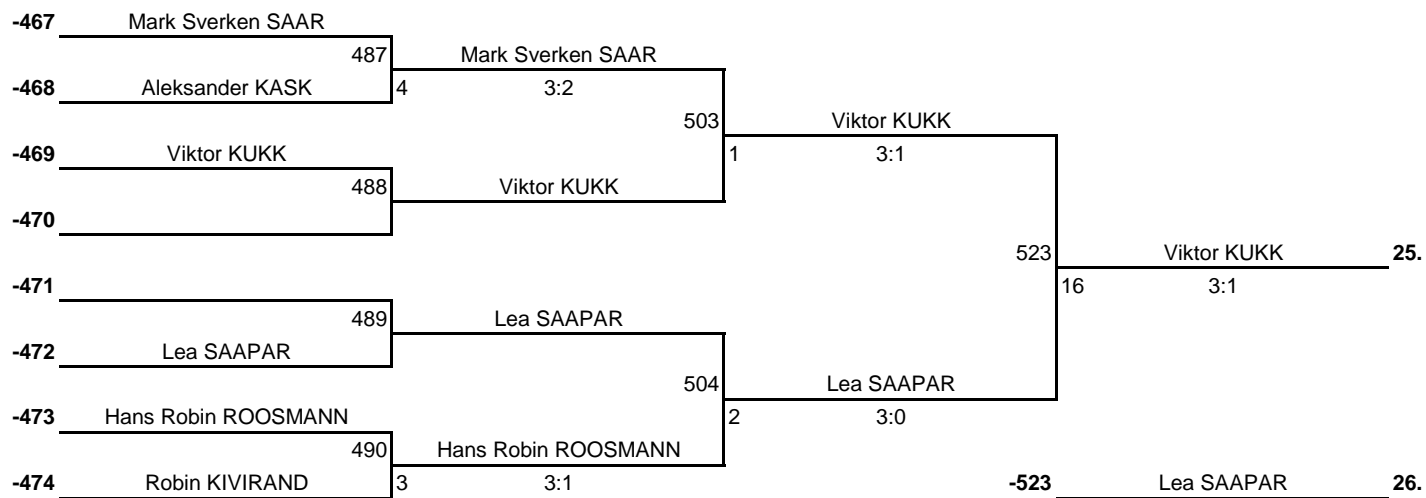 -467 Mark Sverken SAAR
487 Mark Sverken SAAR
-468 Aleksander KASK 4 3:2
503 Viktor KUKK
-469 Viktor KUKK 1 3:1
488 Viktor KUKK
-470
523 Viktor KUKK 25.
-471 16 3:1
489 Lea SAAPAR
-472 Lea SAAPAR
504 Lea SAAPAR
-473 Hans Robin ROOSMANN 2 3:0
490 Hans Robin ROOSMANN
-474 Robin KIVIRAND 3 3:1 -523 Lea SAAPAR 26.